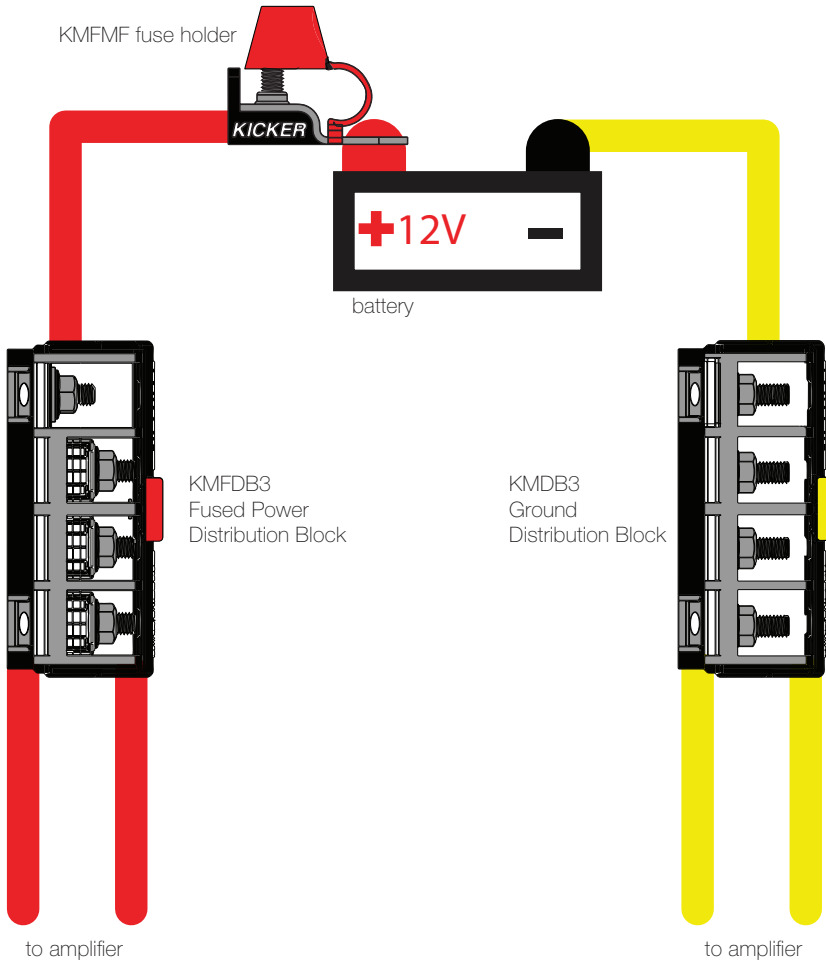 KMFMF fuse holder
KICKER
+12V −
battery
KMFDB3
Fused Power
Distribution Block
KMDB3
Ground
Distribution Block
to amplifier
to amplifier